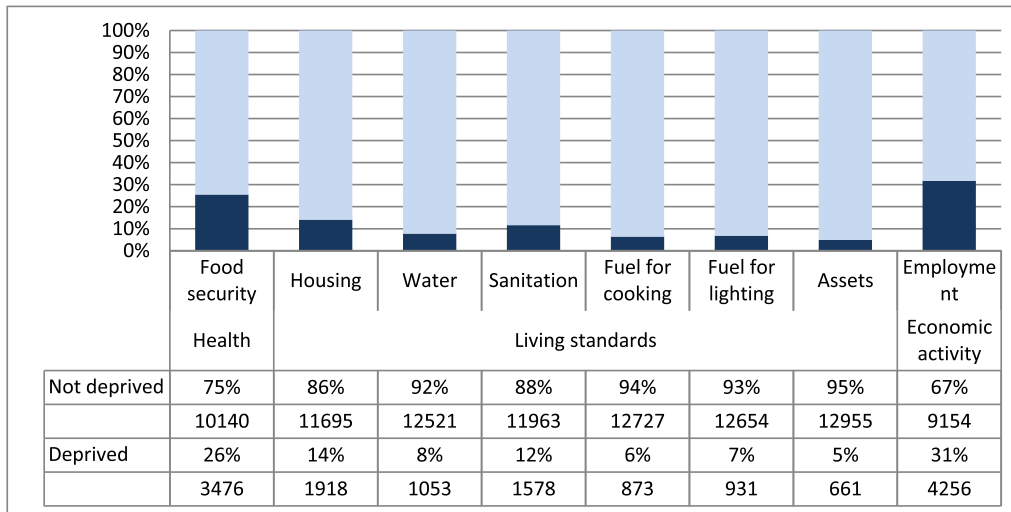 100%
90%
80%
70%
60%
50%
40%
30%
20%
10%
0%
Food security Housing Water Sanitation Fuel for cooking Fuel for lighting Assets Employme nt
Health Living standards Economic activity
Not deprived 75% 86% 92% 88% 94% 93% 95% 67%
10140 11695 12521 11963 12727 12654 12955 9154
Deprived 26% 14% 8% 12% 6% 7% 5% 31%
3476 1918 1053 1578 873 931 661 4256